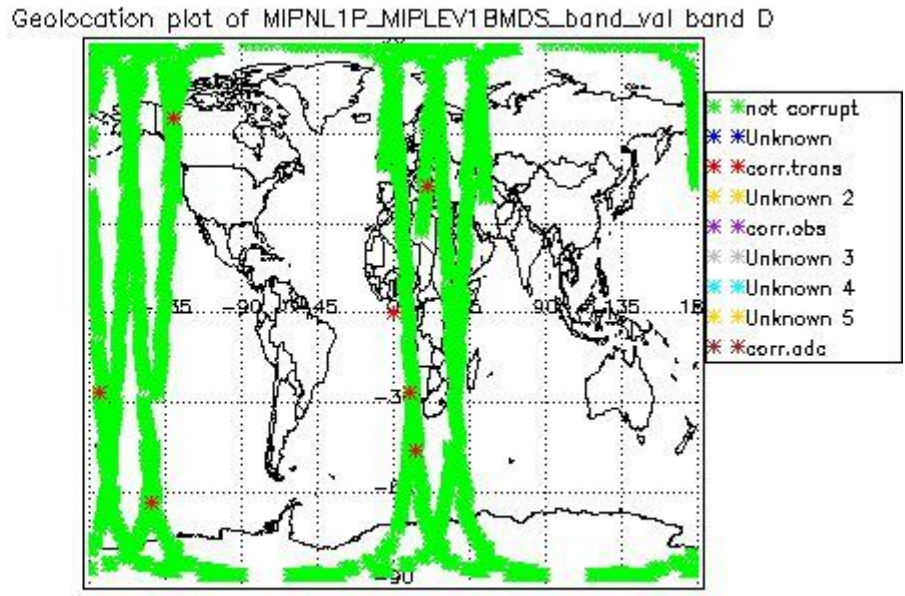 Geolocation plot of MIPNL1P_MIPLEV1BMDS_band_val band D
not corrupt
Unknown
corr.trans
Unknown 2
corr.obs
Unknown 3
Unknown 4
Unknown 5
corr.adc
-90
-45
90
135
-90